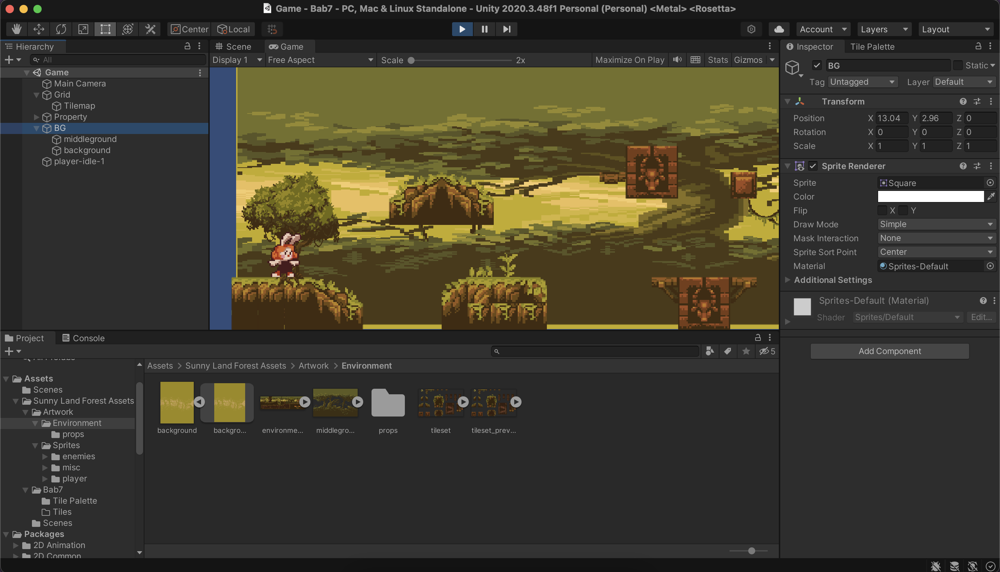 Game - Bab7 - PC, Mac & Linux Standalone - Unity 2020.3.48f1 Personal (Personal) <Metal> <Rosetta>
Center Local Account Layers Layout
Hierarchy
All
Game
Main Camera
Grid
Tilemap
Property
BG
middleground
background
player-idle-1
Scene Game
Display 1 Free Aspect Scale 2x Maximize On Play Stats Gizmos
Inspector Tile Palette
BG Static
Tag Untagged Layer Default
Transform
Position X 13.04 Y 2.96 Z 0
Rotation X 0 Y 0 Z 0
Scale X 1 Y 1 Z 1
Sprite Renderer
Sprite Square
Color
Flip X Y
Draw Mode Simple
Mask Interaction None
Sprite Sort Point Center
Material Sprites-Default
Additional Settings
Sprites-Default (Material)
Shader Sprites/Default Edit...
Add Component
Project Console
5
All Prefabs
Assets
Scenes
Sunny Land Forest Assets
Artwork
Environment
props
Sprites
enemies
misc
player
Bab7
Tile Palette
Tiles
Scenes
Packages
2D Animation
2D Common
Assets > Sunny Land Forest Assets > Artwork > Environment
background backgro... environme... middlegro... props tileset tileset_prev...